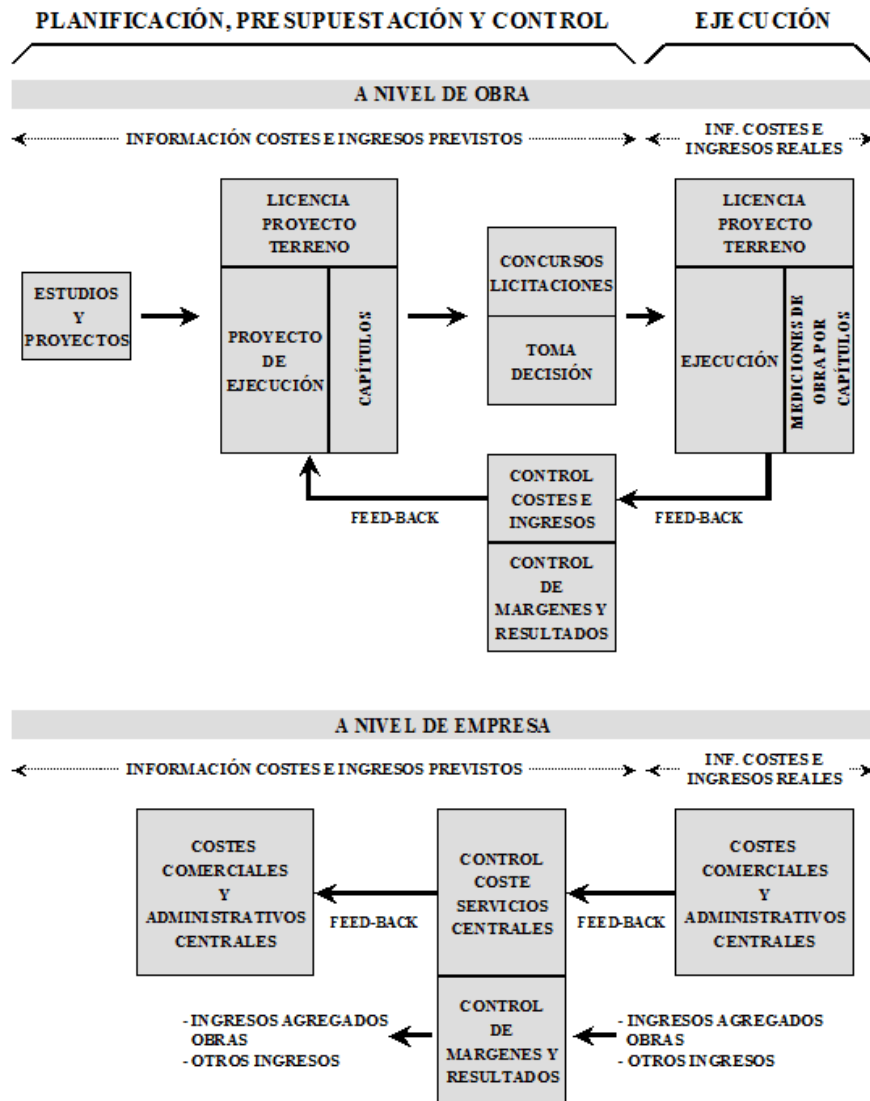 PLANIFICACIÓN, PRESUPUESTACIÓN Y CONTROL
EJECUCIÓN
A NIVEL DE OBRA
INFORMACIÓN COSTES E INGRESOS PREVISTOS
INF. COSTES E
INGRESOS REALES
ESTUDIOS
Y
PROYECTOS
LICENCIA
PROYECTO
TERRENO
PROYECTO
DE
EJECUCIÓN
CAPÍTULOS
CONCURSOS
LICITACIONES
TOMA
DECISIÓN
LICENCIA
PROYECTO
TERRENO
EJECUCIÓN
MEDICIONES DE
OBRA POR
CAPÍTULOS
FEED-BACK
CONTROL
COSTES E
INGRESOS
FEED-BACK
CONTROL
DE
MARGENES Y
RESULTADOS
A NIVEL DE EMPRESA
INFORMACIÓN COSTES E INGRESOS PREVISTOS
INF. COSTES E
INGRESOS REALES
COSTES
COMERCIALES
Y
ADMINISTRATIVOS
CENTRALES
FEED-BACK
CONTROL
COSTE
SERVICIOS
CENTRALES
FEED-BACK
COSTES
COMERCIALES
Y
ADMINISTRATIVOS
CENTRALES
- INGRESOS AGREGADOS
OBRAS
- OTROS INGRESOS
CONTROL
DE
MARGENES Y
RESULTADOS
- INGRESOS AGREGADOS
OBRAS
- OTROS INGRESOS